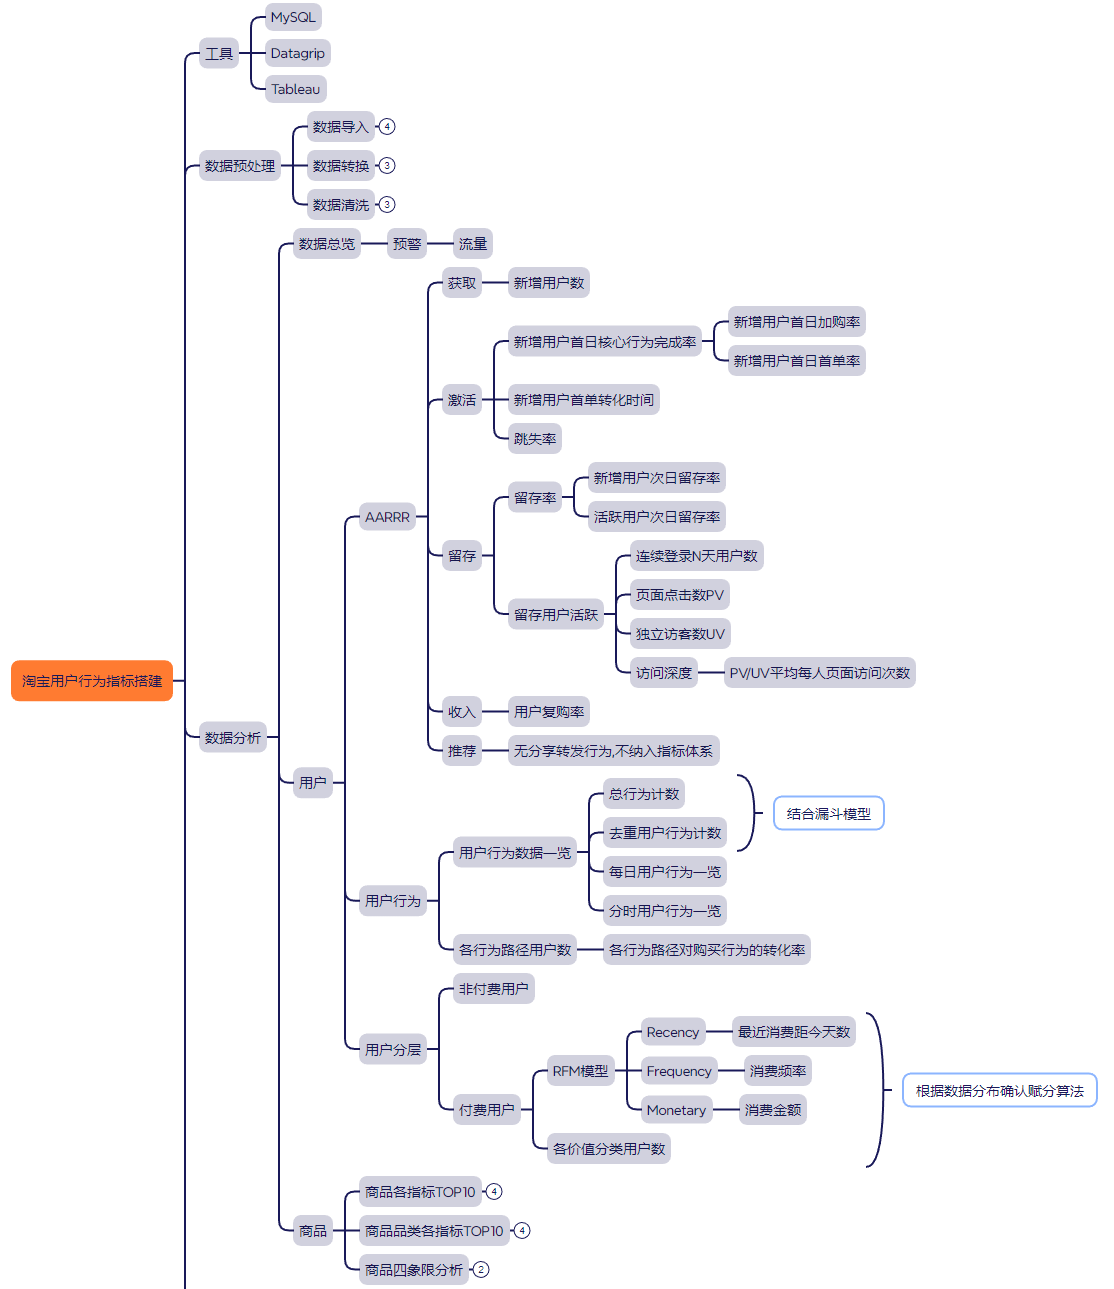 淘宝用户行为指标搭建
工具
MySQL
Datagrip
Tableau
数据预处理
数据导入
4
数据转换
3
数据清洗
3
数据分析
数据总览
预警
流量
用户
AARRR
获取
新增用户数
激活
新增用户首日核心行为完成率
新增用户首日加购率
新增用户首日首单率
新增用户首单转化时间
跳失率
留存
留存率
新增用户次日留存率
活跃用户次日留存率
留存用户活跃
连续登录N天用户数
页面点击数PV
独立访客数UV
访问深度
PV/UV平均每人页面访问次数
收入
用户复购率
推荐
无分享转发行为,不纳入指标体系
用户行为
用户行为数据一览
总行为计数
去重用户行为计数
结合漏斗模型
每日用户行为一览
分时用户行为一览
各行为路径用户数
各行为路径对购买行为的转化率
用户分层
非付费用户
付费用户
RFM模型
Recency
最近消费距今天数
Frequency
消费频率
Monetary
消费金额
各价值分类用户数
根据数据分布确认赋分算法
商品
商品各指标TOP10
4
商品品类各指标TOP10
4
商品四象限分析
2